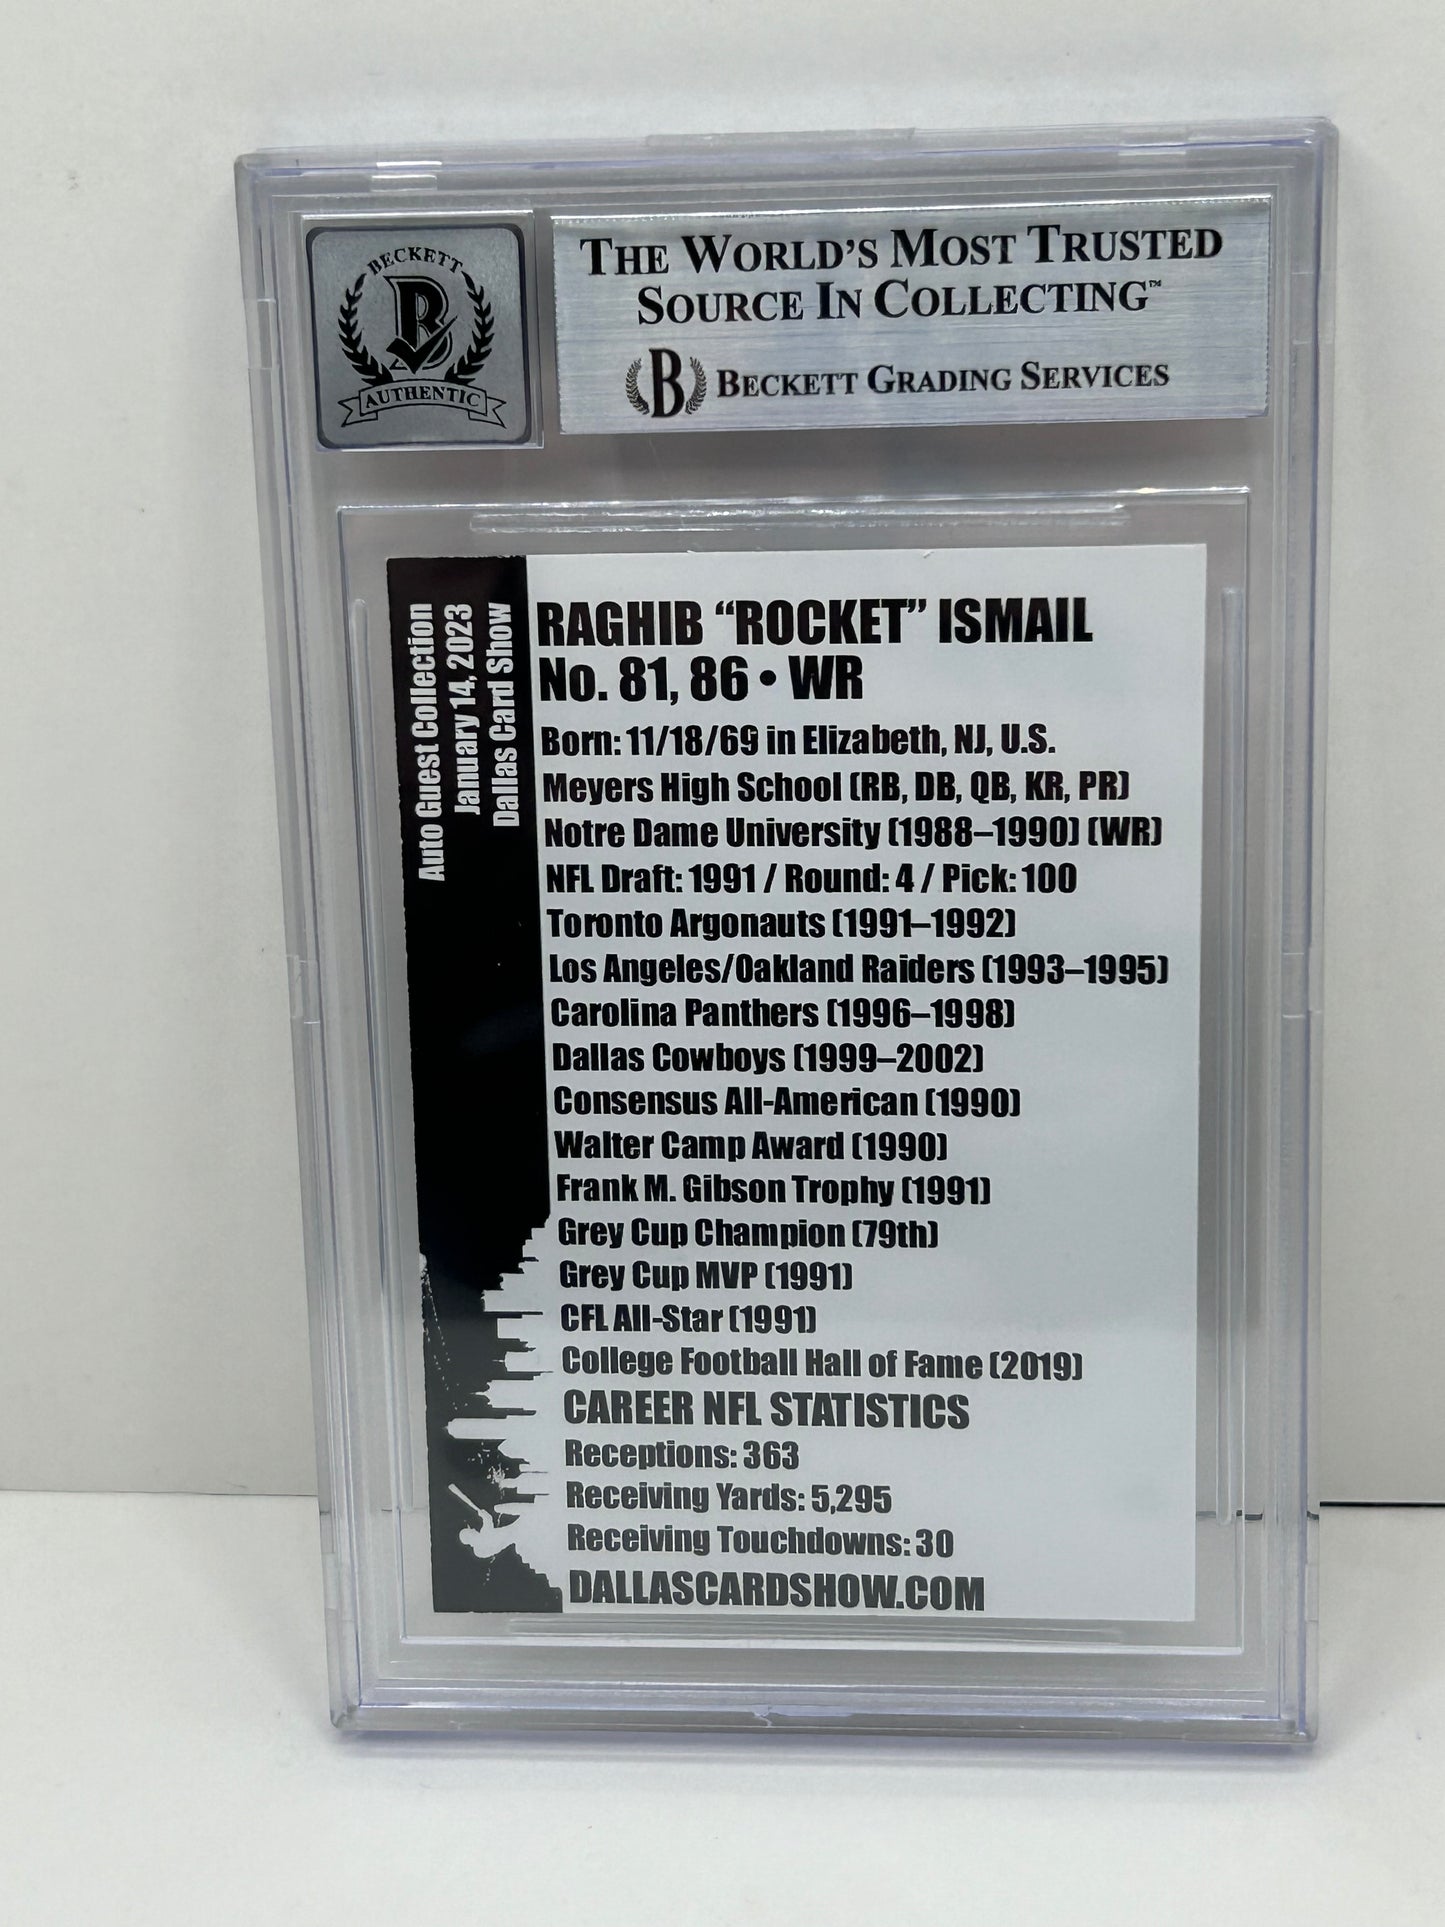 BECKETT
B
AUTHENTIC
THE WORLD'S MOST TRUSTED
SOURCE IN COLLECTING™
B BECKETT GRADING SERVICES
Auto Guest Collection
January 14, 2023
Dallas Card Show
RAGHIB “ROCKET” ISMAIL
No. 81, 86 • WR
Born: 11/18/69 in Elizabeth, NJ, U.S.
Meyers High School (RB, DB, QB, KR, PR)
Notre Dame University (1988–1990) (WR)
NFL Draft: 1991 / Round: 4 / Pick: 100
Toronto Argonauts (1991–1992)
Los Angeles/Oakland Raiders (1993–1995)
Carolina Panthers (1996–1998)
Dallas Cowboys (1999–2002)
Consensus All-American (1990)
Walter Camp Award (1990)
Frank M. Gibson Trophy (1991)
Grey Cup Champion (79th)
Grey Cup MVP (1991)
CFL All-Star (1991)
College Football Hall of Fame (2019)
CAREER NFL STATISTICS
Receptions: 363
Receiving Yards: 5,295
Receiving Touchdowns: 30
DALLASCARDSHOW.COM